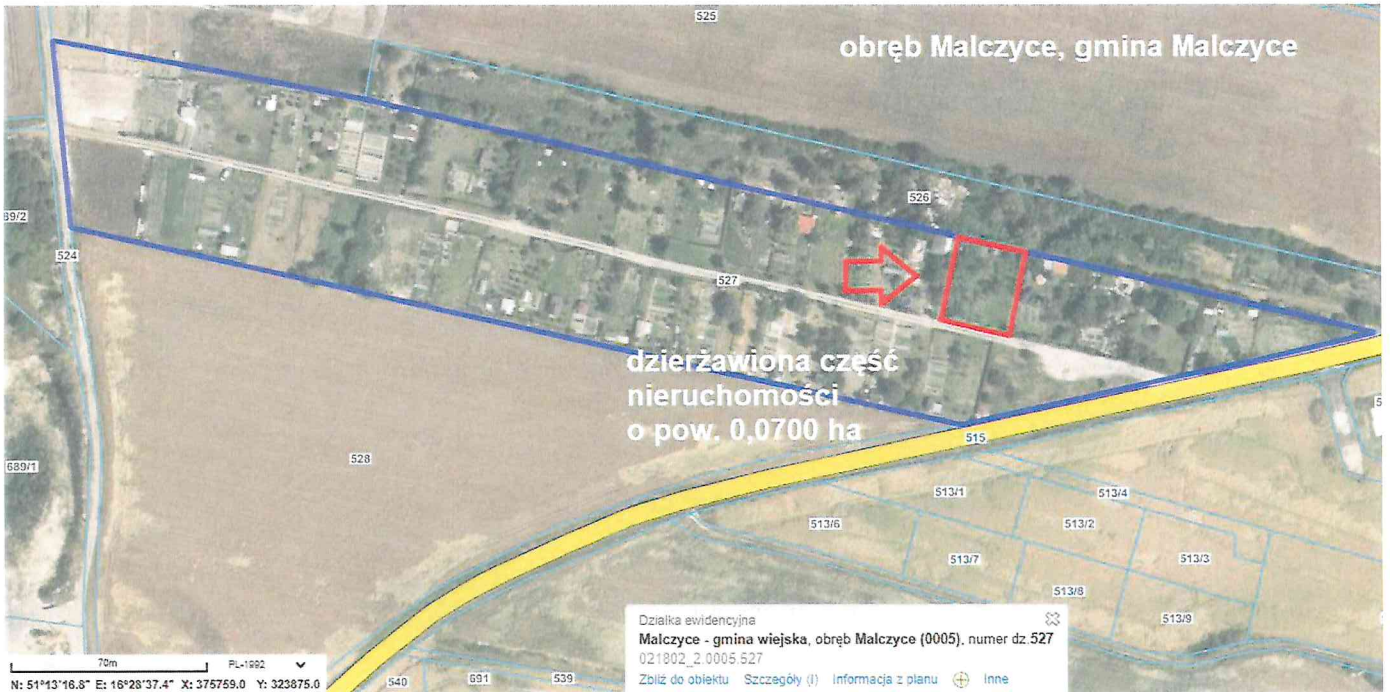 525
obręb Malczyce, gmina Malczyce
89/2
524
526
527
dzierżawiona część
nieruchomości
o pow. 0,0700 ha
515
528
689/1
513/1
513/4
513/6
513/2
513/7
513/3
513/8
513/9
540
691
539
Działka ewidencyjna
Malczyce - gmina wiejska, obręb Malczyce (0005), numer dz.527
021802_2.0005.527
Zbliż do obiektu Szczegóły (i) Informacja z planu Inne
70m PL-1992
N: 51°13'16.8" E: 16°28'37.4" X: 375759.0 Y: 323875.0